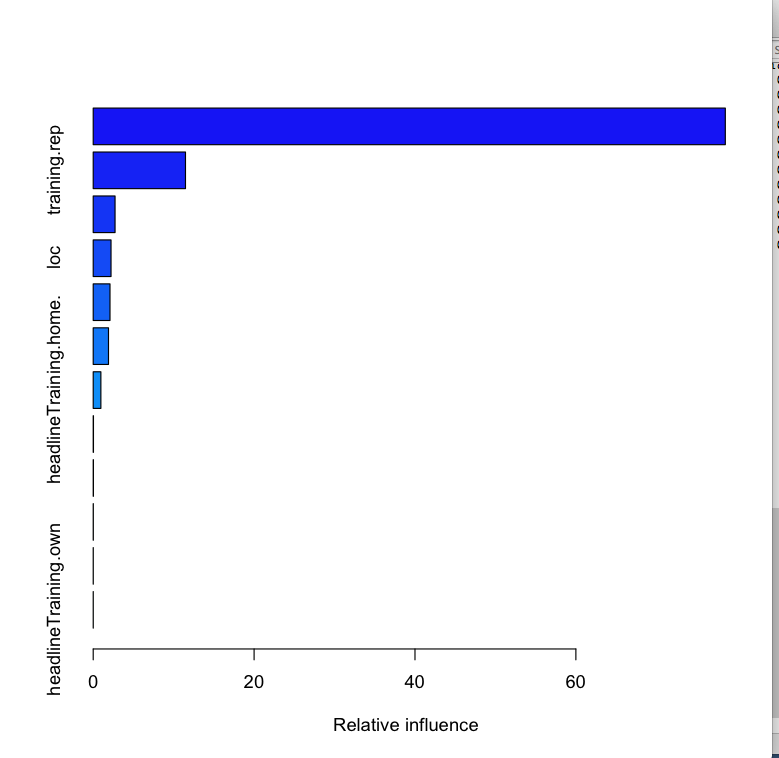 training.rep
loc
headlineTraining.home.
headlineTraining.own
0 20 40 60
Relative influence